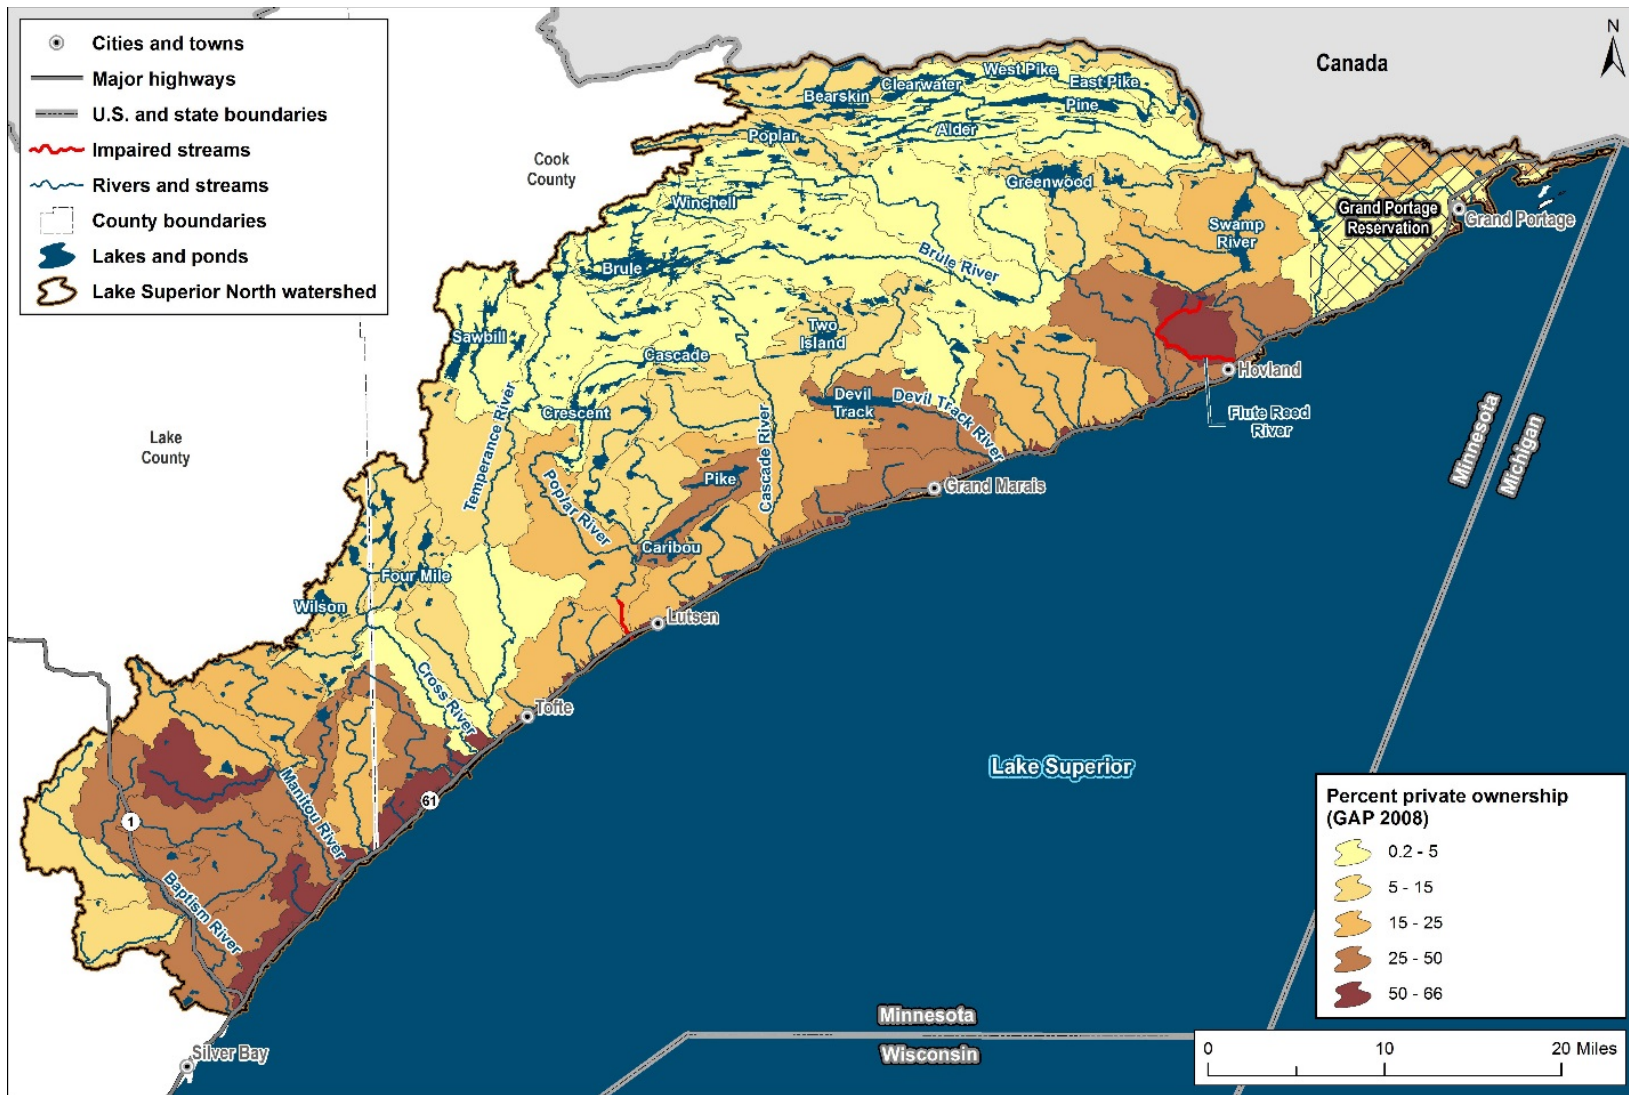 Cities and towns
Major highways
U.S. and state boundaries
Impaired streams
Rivers and streams
County boundaries
Lakes and ponds
Lake Superior North watershed
N
Canada
West Pike
Clearwater
East Pike
Bearskin
Pine
Alder
Poplar
Cook
County
Greenwood
Winchell
Grand Portage
Reservation
Grand Portage
Swamp
River
Brule River
Brule
Two
Island
Sawbill
Cascade
Hovland
Devil
Track
Devil Track River
Crescent
Flute Reed
River
Minnesota
Michigan
Lake
County
Temperance River
Cascade River
Pike
Poplar River
Grand Marais
Caribou
Four Mile
Wilson
Lutsen
Cross River
Tofte
Lake Superior
61
Manitou River
1
Baptism River
Percent private ownership
(GAP 2008)
0.2 - 5
5 - 15
15 - 25
25 - 50
50 - 66
Minnesota
Wisconsin
Silver Bay
0 10 20 Miles